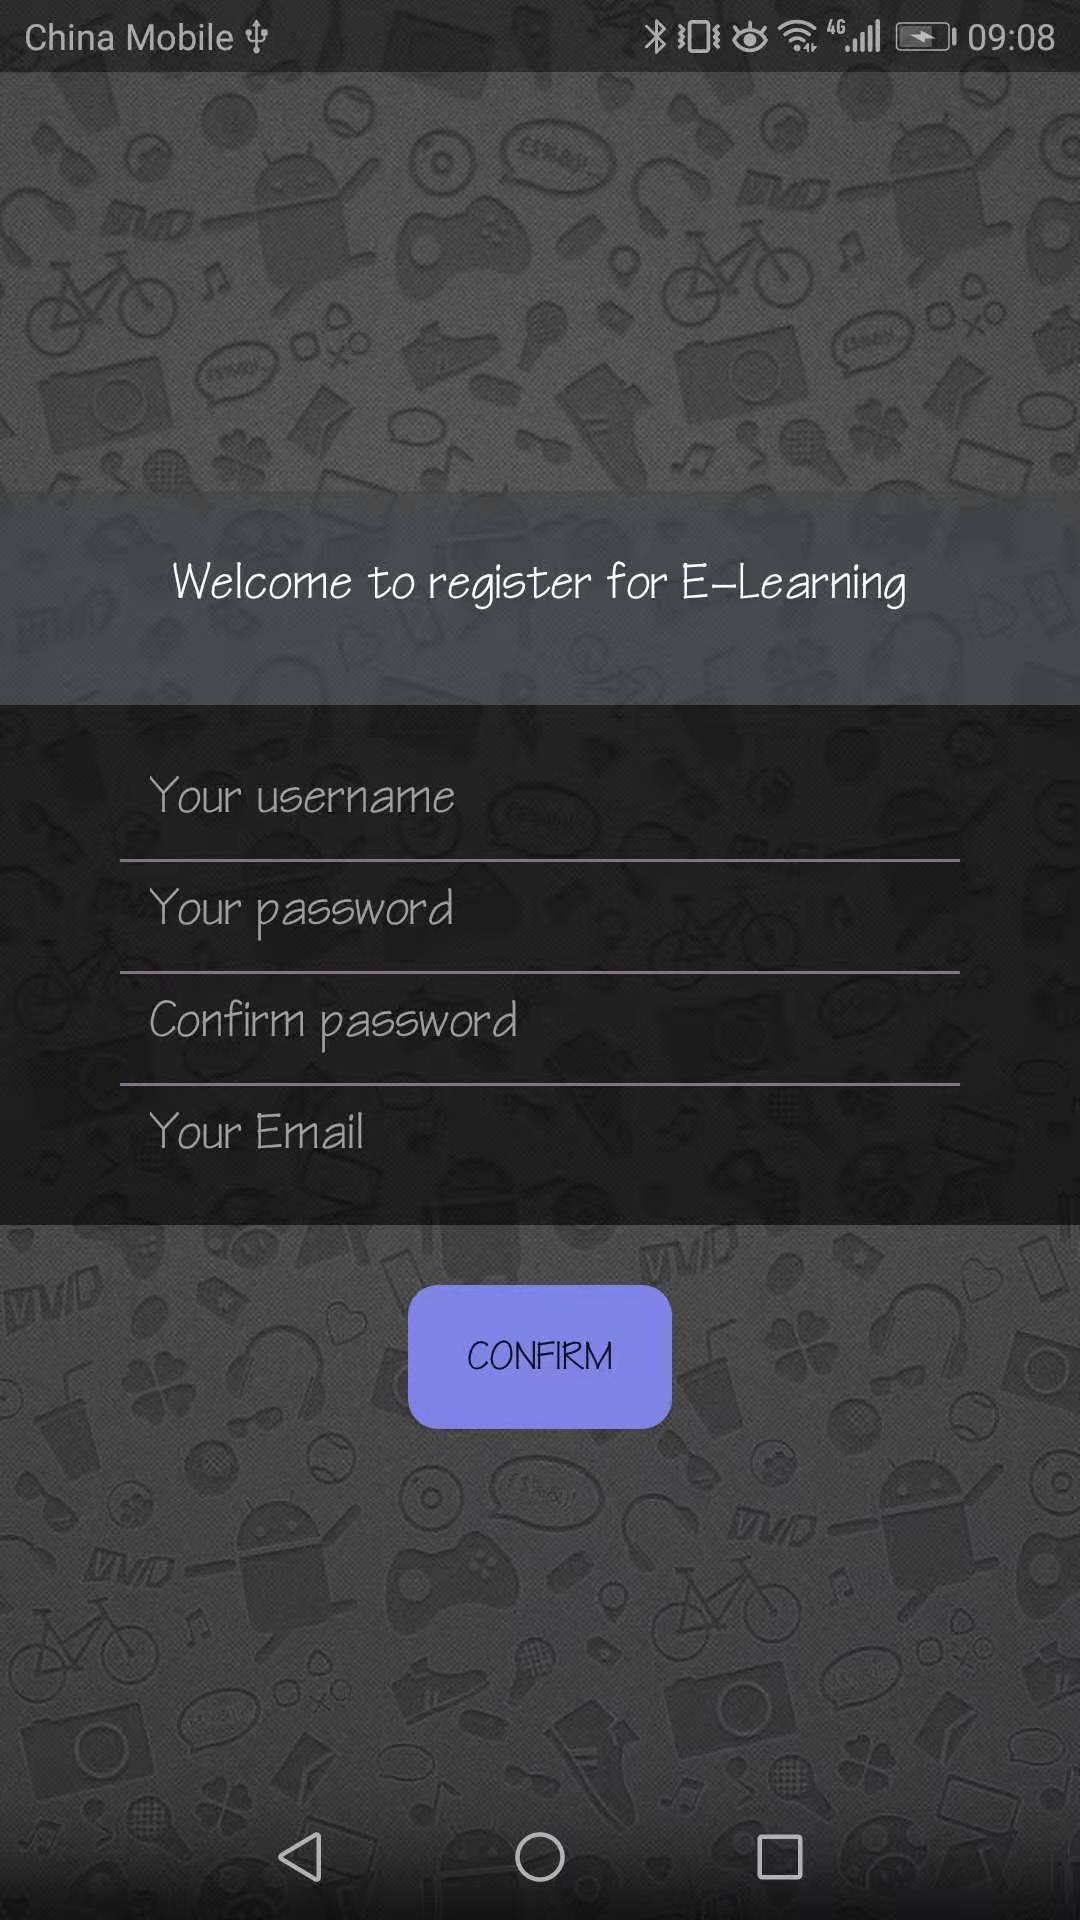 China Mobile 4G 09:08
Welcome to register for E-Learning
Your username
Your password
Confirm password
Your Email
CONFIRM